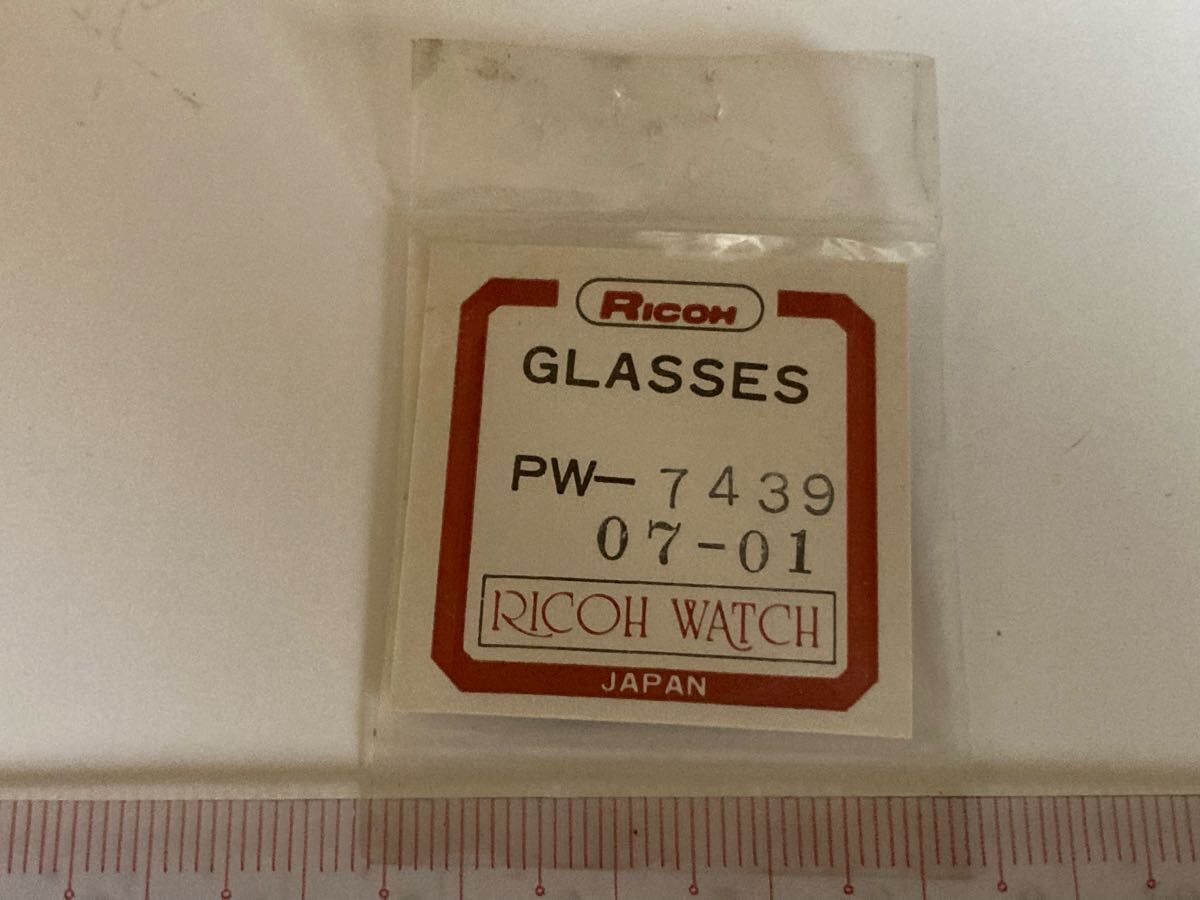 RICOH
GLASSES
PW-7439
07-01
RICOH WATCH
JAPAN